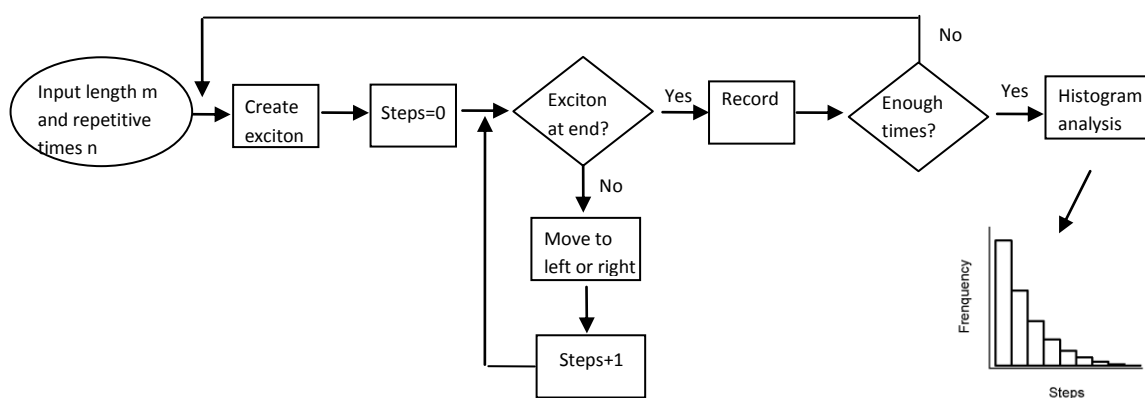 No
Input length m
and repetitive
times n
Create
exciton
Steps=0
Exciton
at end?
Yes
Record
Enough
times?
Yes
Histogram
analysis
No
Move to
left or right
Steps+1
Frenquency
Steps